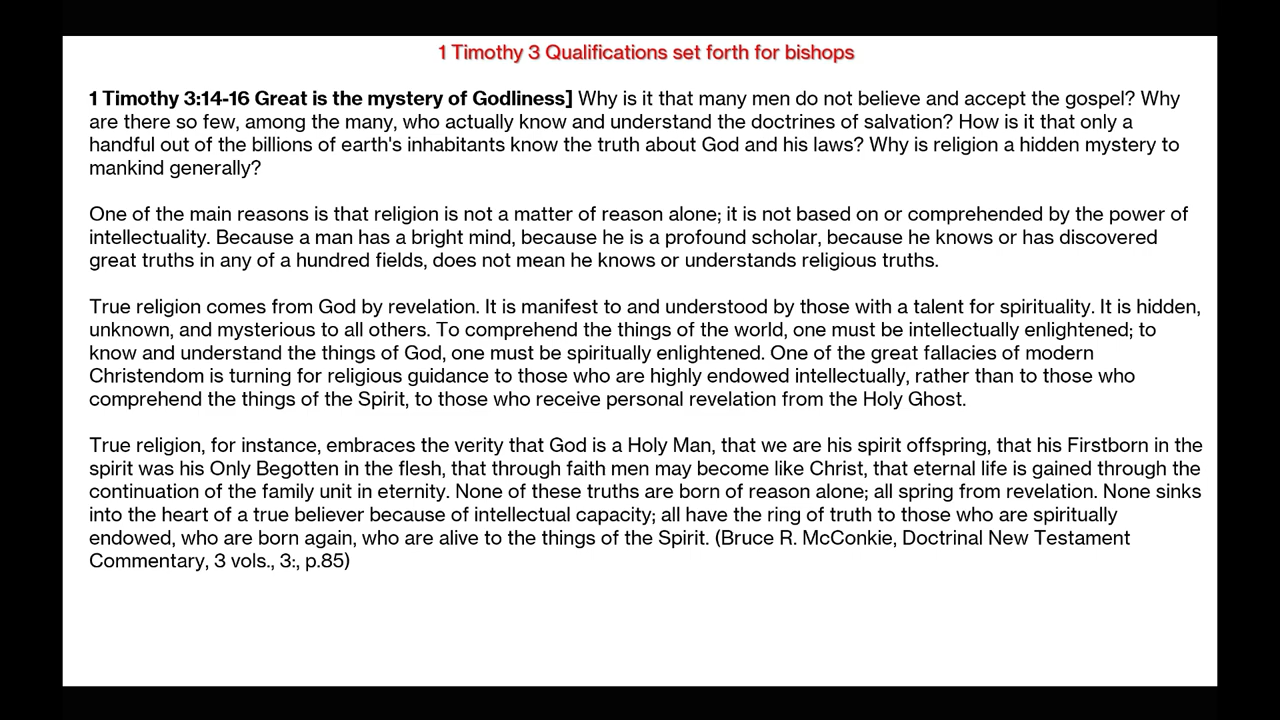 1 Timothy 3 Qualifications set forth for bishops
1 Timothy 3:14-16 Great is the mystery of Godliness] Why is it that many men do not believe and accept the gospel? Why
are there so few, among the many, who actually know and understand the doctrines of salvation? How is it that only a
handful out of the billions of earth's inhabitants know the truth about God and his laws? Why is religion a hidden mystery to
mankind generally?
One of the main reasons is that religion is not a matter of reason alone; it is not based on or comprehended by the power of
intellectuality. Because a man has a bright mind, because he is a profound scholar, because he knows or has discovered
great truths in any of a hundred fields, does not mean he knows or understands religious truths.
True religion comes from God by revelation. It is manifest to and understood by those with a talent for spirituality. It is hidden,
unknown, and mysterious to all others. To comprehend the things of the world, one must be intellectually enlightened; to
know and understand the things of God, one must be spiritually enlightened. One of the great fallacies of modern
Christendom is turning for religious guidance to those who are highly endowed intellectually, rather than to those who
comprehend the things of the Spirit, to those who receive personal revelation from the Holy Ghost.
True religion, for instance, embraces the verity that God is a Holy Man, that we are his spirit offspring, that his Firstborn in the
spirit was his Only Begotten in the flesh, that through faith men may become like Christ, that eternal life is gained through the
continuation of the family unit in eternity. None of these truths are born of reason alone; all spring from revelation. None sinks
into the heart of a true believer because of intellectual capacity; all have the ring of truth to those who are spiritually
endowed, who are born again, who are alive to the things of the Spirit. (Bruce R. McConkie, Doctrinal New Testament
Commentary, 3 vols., 3:, p.85)